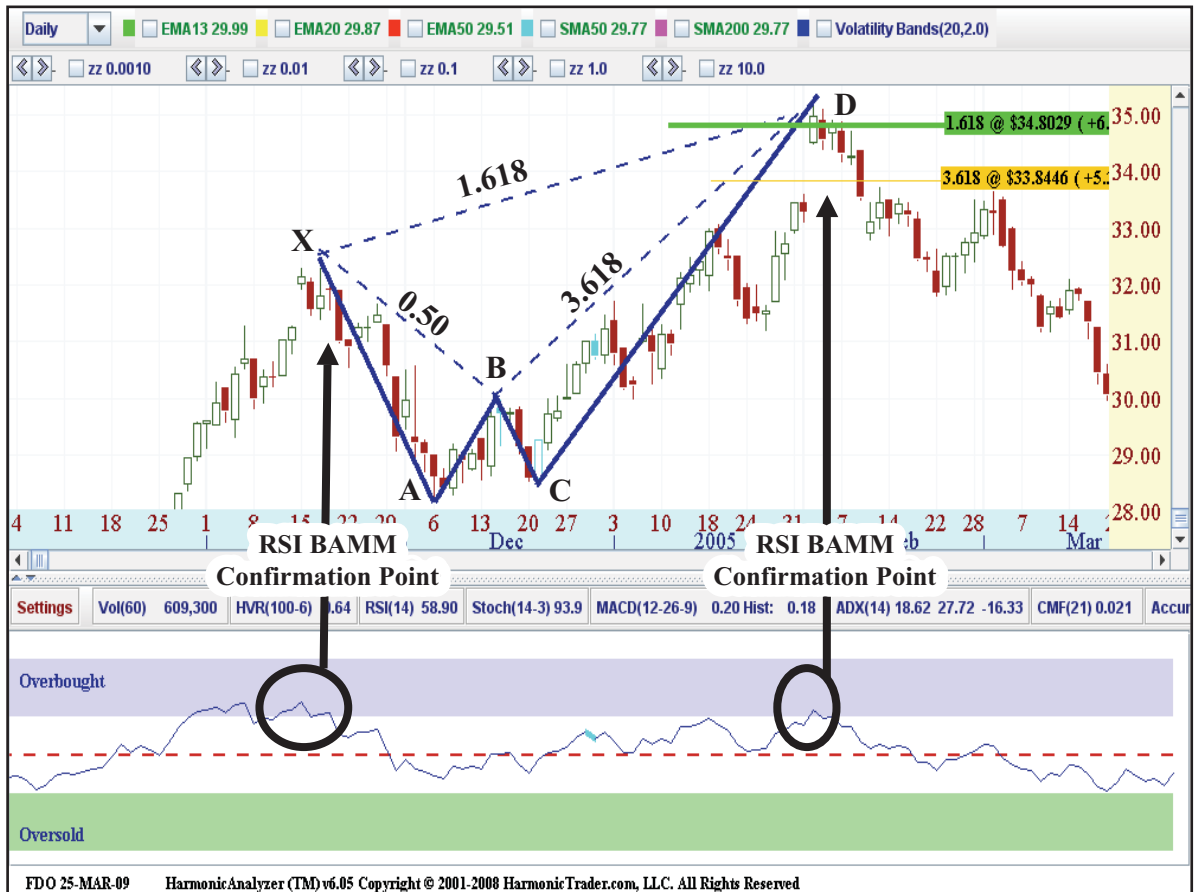 Daily EMA13 29.99 EMA20 29.87 EMA50 29.51 SMA50 29.77 SMA200 29.77 Volatility Bands(20,2.0)
zz 0.0010 zz 0.01 zz 0.1 zz 1.0 zz 10.0
D
35.00
1.618 @ $34.8029 ( +6.
1.618
34.00
3.618 @ $33.8446 ( +5.
X
33.00
3.618
0.50
32.00
31.00
B
30.00
29.00
A
C
28.00
4 11 18 25 1 8 15 22 29 6 13 20 27 3 10 18 24 31 7 14 22 28 7 14
Dec 2005 eb Mar
RSI BAMM
Confirmation Point
RSI BAMM
Confirmation Point
Settings Vol(60) 609,300 HVR(100-6) .64 RSI(14) 58.90 Stoch(14-3) 93.9 MACD(12-26-9) 0.20 Hist: 0.18 ADX(14) 18.62 27.72 -16.33 CMF(21) 0.021 Accur
Overbought
Oversold
FDO 25-MAR-09 HarmonicAnalyzer (TM) v6.05 Copyright © 2001-2008 HarmonicTrader.com, LLC. All Rights Reserved